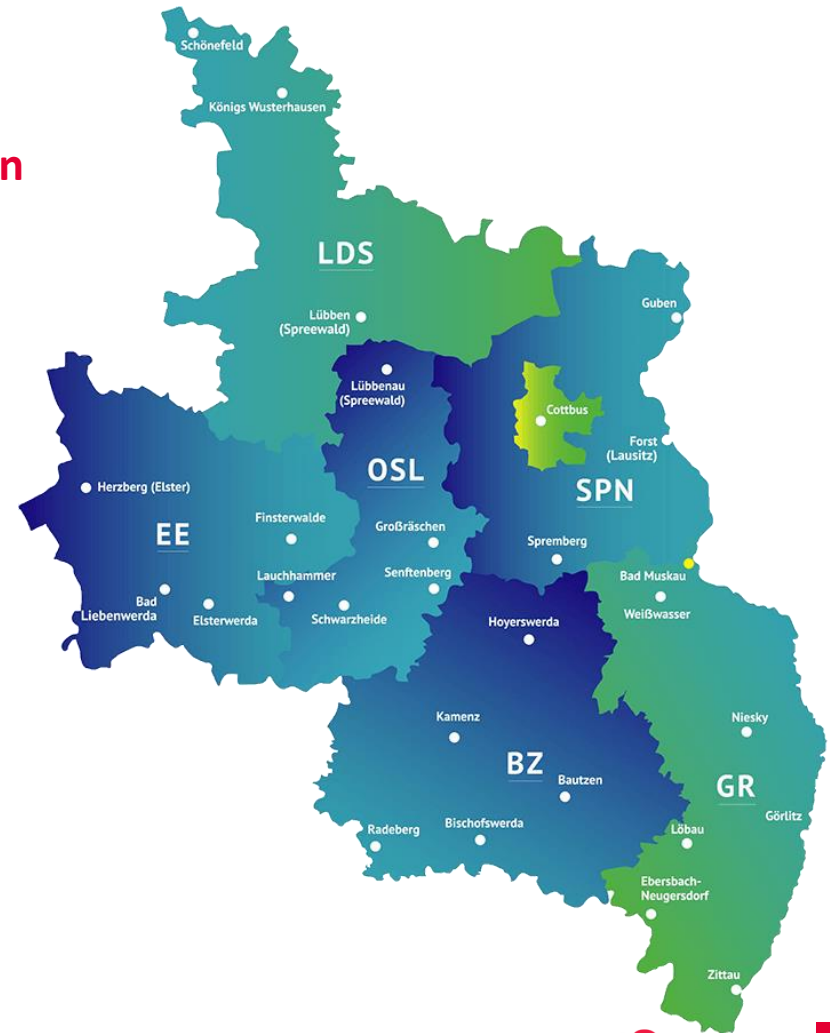 Schönefeld
Königs Wusterhausen
n
LDS
Guben
Lübben
(Spreewald)
Lübbenau
(Spreewald)
Cottbus
Forst
(Lausitz)
OSL
SPN
Herzberg (Elster)
EE
Finsterwalde
Großräschen
Spremberg
Lauchhammer
Senftenberg
Bad Muskau
Bad
Liebenwerda
Elsterwerda
Schwarzheide
Weißwasser
Hoyerswerda
Kamenz
Niesky
BZ
Bautzen
GR
Görlitz
Radeberg
Bischofswerda
Löbau
Ebersbach-
Neugersdorf
Zittau